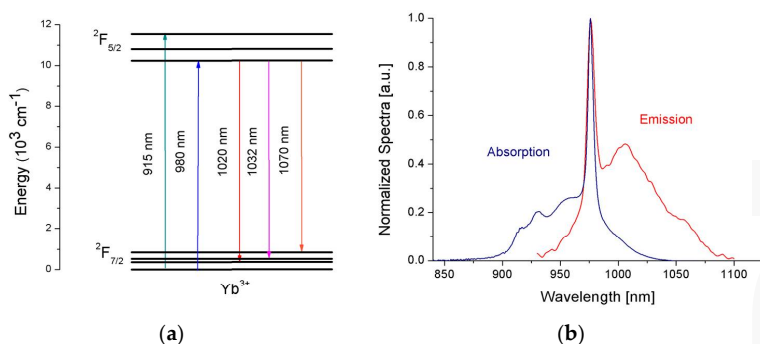 12
10
8
6
4
2
0
Energy (10³ cm⁻¹)
²F₅/₂
915 nm
980 nm
1020 nm
1032 nm
1070 nm
²F₇/₂
Yb³⁺
(a)
1.0
0.8
0.6
0.4
0.2
0.0
Normalized Spectra [a.u.]
Absorption
Emission
850 900 950 1000 1050 1100
Wavelength [nm]
(b)